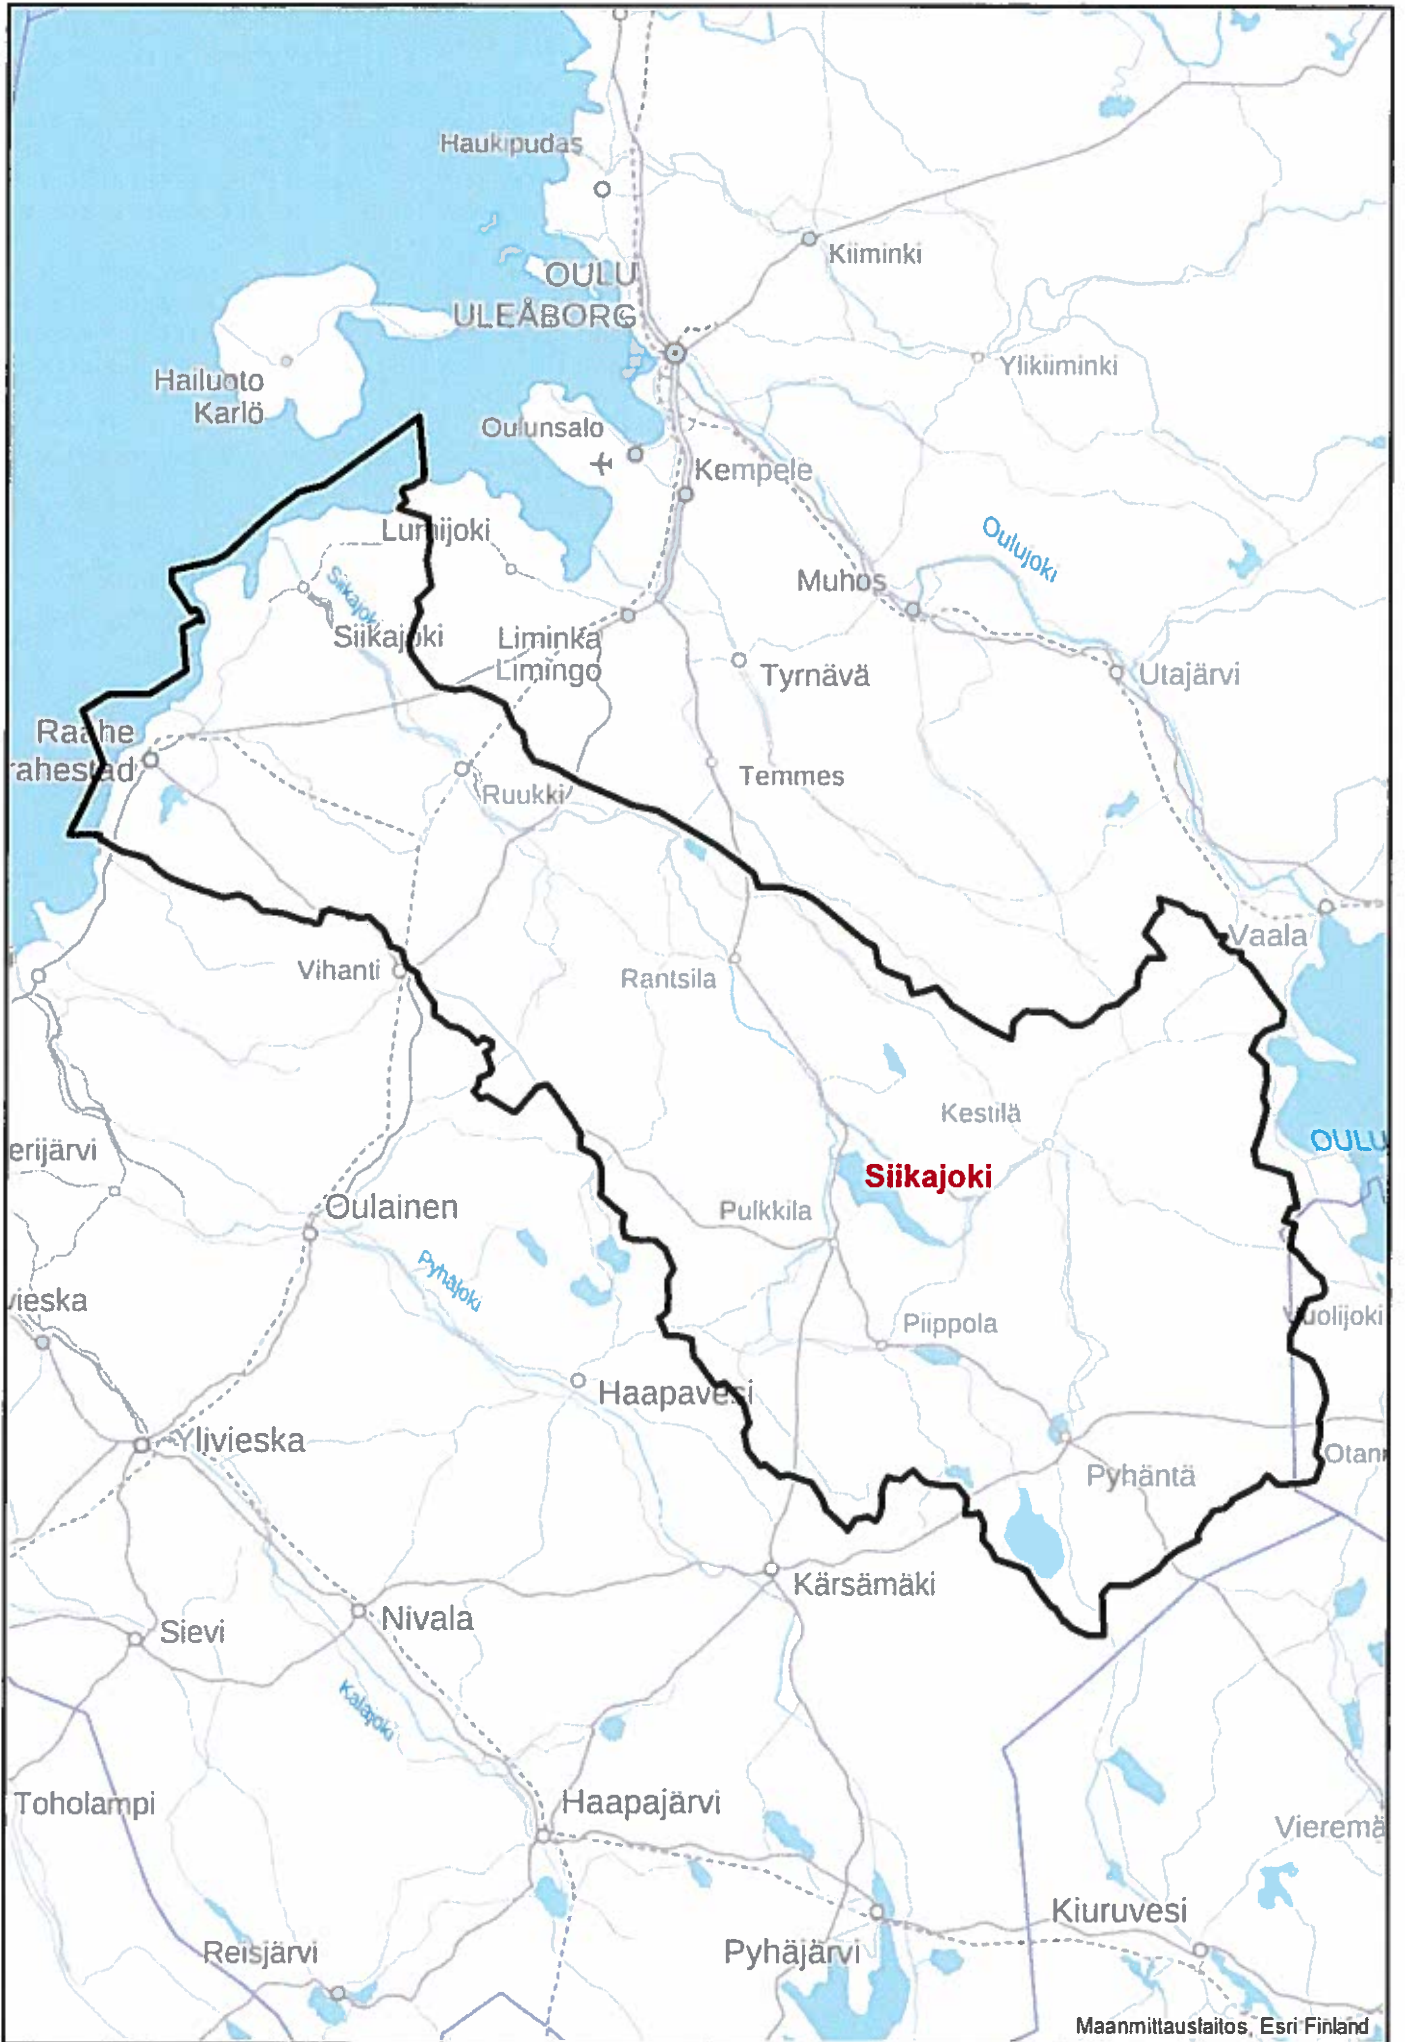 Haukipudas
Kiiminki
OULU
ULEÅBORG
Ylikiiminki
Hailuoto
Karlö
Oulunsalo
Kempele
Lumijoki
Oulujoki
Siikajoki
Muhos
Siikajoki
Liminka
Limingo
Tyrnävä
Utajärvi
Raahe
rahestad
Temmes
Ruukki
Vaala
Vihanti
Rantsila
Kestilä
OULU
erijärvi
Siikajoki
Oulainen
Pulkkila
Pyhäjoki
vieska
Piippola
uolijoki
Haapavesi
Ylivieska
Otan
Pyhäntä
Kärsämäki
Nivala
Sievi
Kalajoki
Toholampi
Haapajärvi
Vieremä
Kiuruvesi
Reisjärvi
Pyhäjärvi
Maanmittauslaitos, Esri Finland